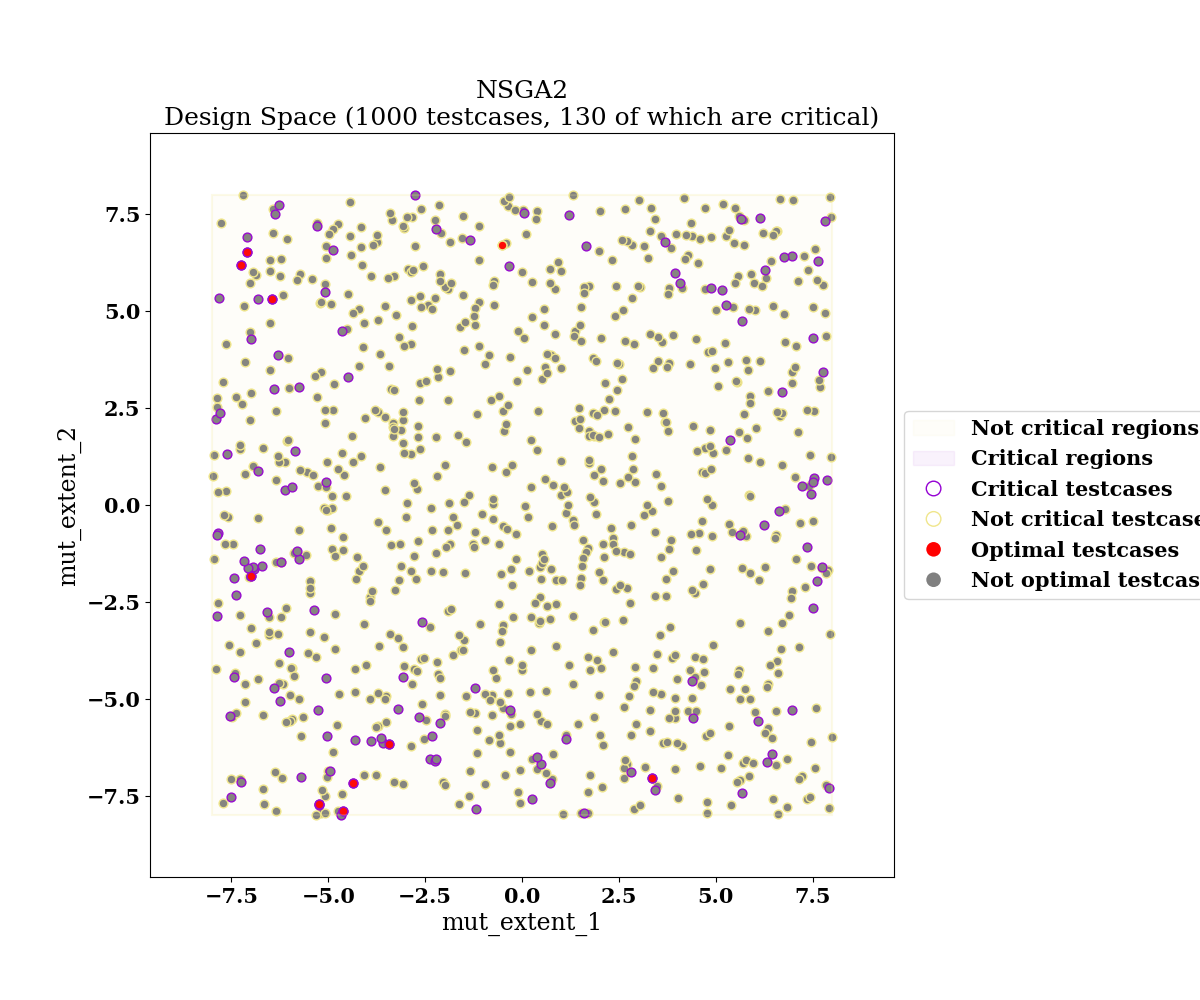 NSGA2
Design Space (1000 testcases, 130 of which are critical)
mut_extent_2
7.5
5.0
2.5
0.0
−2.5
−5.0
−7.5
−7.5 −5.0 −2.5 0.0 2.5 5.0 7.5
mut_extent_1
Not critical regions
Critical regions
Critical testcases
Not critical testcase
Optimal testcases
Not optimal testcas